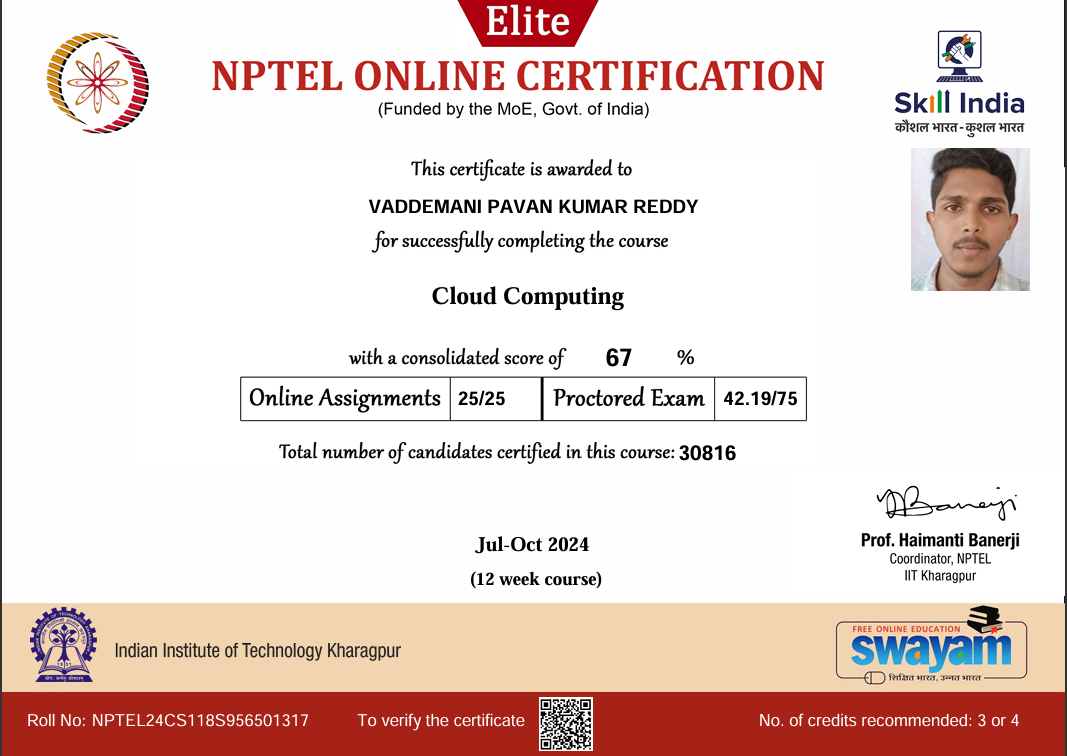 Elite
NPTEL ONLINE CERTIFICATION
(Funded by the MoE, Govt. of India)
Skill India
कौशल भारत - कुशल भारत
This certificate is awarded to
VADDEMANI PAVAN KUMAR REDDY
for successfully completing the course
Cloud Computing
with a consolidated score of 67 %
Online Assignments 25/25 Proctored Exam 42.19/75
Total number of candidates certified in this course: 30816
Prof. Haimanti Banerji
Coordinator, NPTEL
IIT Kharagpur
Jul-Oct 2024
(12 week course)
Indian Institute of Technology Kharagpur
FREE ONLINE EDUCATION
swayam
शिक्षित भारत, उन्नत भारत
Roll No: NPTEL24CS118S956501317 To verify the certificate No. of credits recommended: 3 or 4